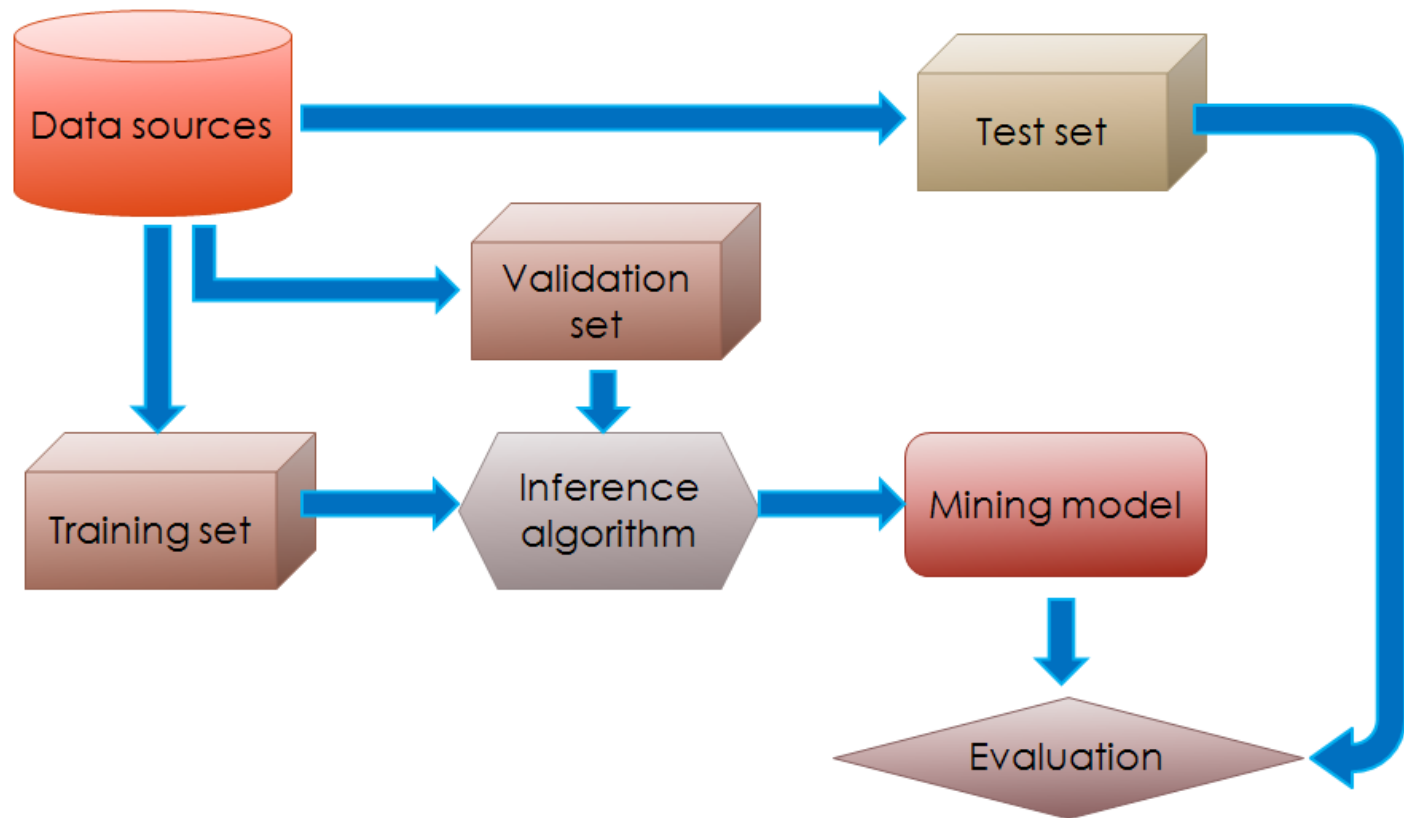 Data sources
Test set
Validation
set
Training set
Inference
algorithm
Mining model
Evaluation